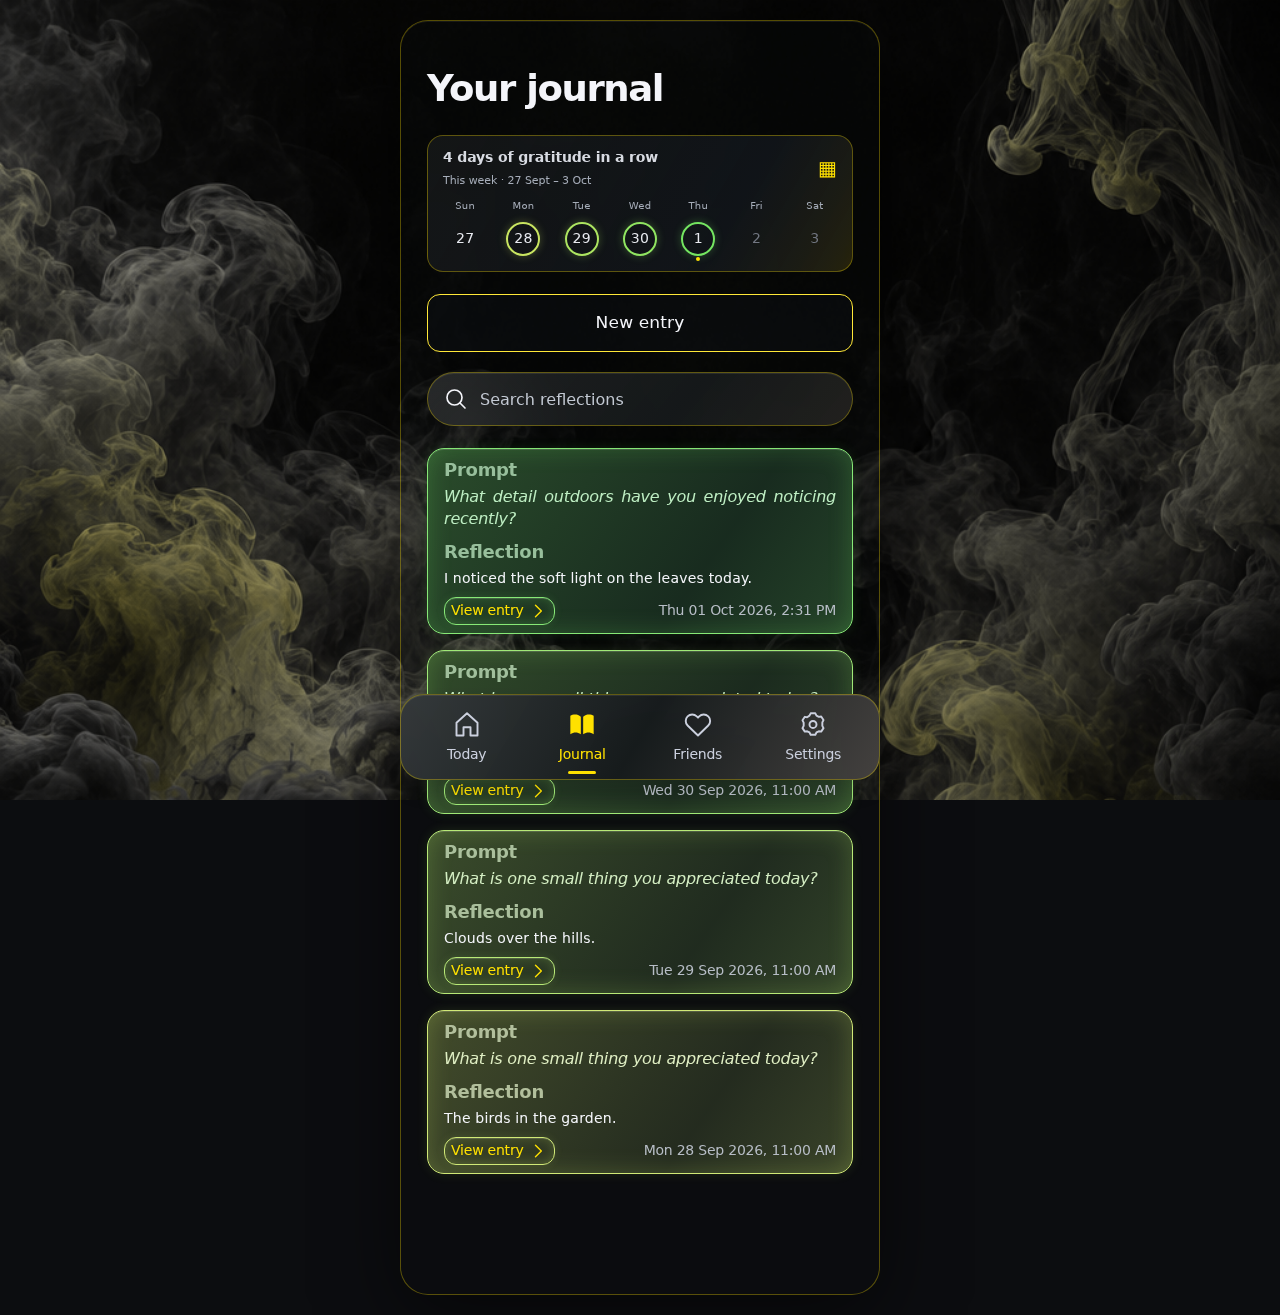 Your journal
4 days of gratitude in a row
This week · 27 Sept – 3 Oct
Sun Mon Tue Wed Thu Fri Sat
27 28 29 30 1 2 3
New entry
Search reflections
Prompt
What detail outdoors have you enjoyed noticing
recently?
Reflection
I noticed the soft light on the leaves today.
View entry
Thu 01 Oct 2026, 2:31 PM
Prompt
Today Journal Friends Settings
View entry
Wed 30 Sep 2026, 11:00 AM
Prompt
What is one small thing you appreciated today?
Reflection
Clouds over the hills.
View entry
Tue 29 Sep 2026, 11:00 AM
Prompt
What is one small thing you appreciated today?
Reflection
The birds in the garden.
View entry
Mon 28 Sep 2026, 11:00 AM